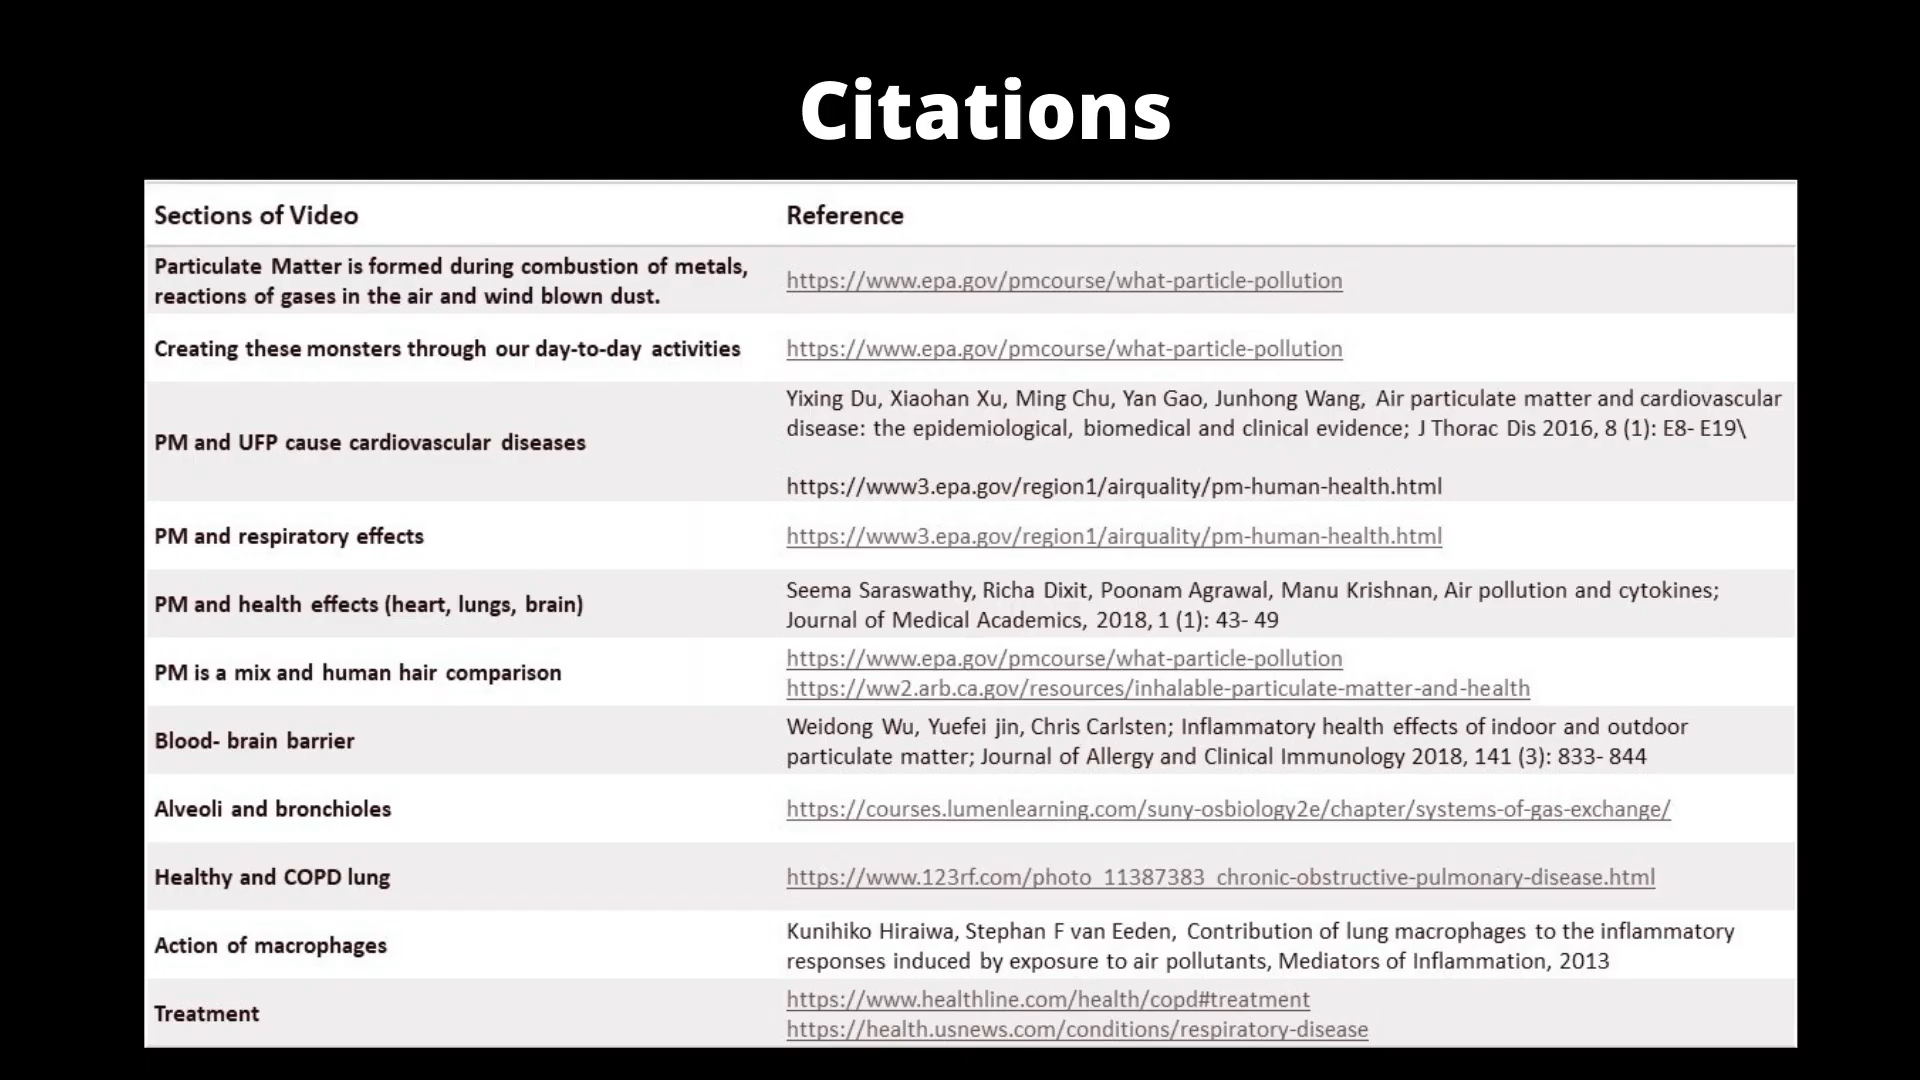 Citations
Sections of Video
Reference
Particulate Matter is formed during combustion of metals,
reactions of gases in the air and wind blown dust.
https://www.epa.gov/pmcourse/what-particle-pollution
Creating these monsters through our day-to-day activities
https://www.epa.gov/pmcourse/what-particle-pollution
PM and UFP cause cardiovascular diseases
Yixing Du, Xiaohan Xu, Ming Chu, Yan Gao, Junhong Wang, Air particulate matter and cardiovascular
disease: the epidemiological, biomedical and clinical evidence; J Thorac Dis 2016, 8 (1): E8- E19\
https://www3.epa.gov/region1/airquality/pm-human-health.html
PM and respiratory effects
https://www3.epa.gov/region1/airquality/pm-human-health.html
PM and health effects (heart, lungs, brain)
Seema Saraswathy, Richa Dixit, Poonam Agrawal, Manu Krishnan, Air pollution and cytokines;
Journal of Medical Academics, 2018, 1 (1): 43- 49
PM is a mix and human hair comparison
https://www.epa.gov/pmcourse/what-particle-pollution
https://ww2.arb.ca.gov/resources/inhalable-particulate-matter-and-health
Blood- brain barrier
Weidong Wu, Yuefei jin, Chris Carlsten; Inflammatory health effects of indoor and outdoor
particulate matter; Journal of Allergy and Clinical Immunology 2018, 141 (3): 833- 844
Alveoli and bronchioles
https://courses.lumenlearning.com/suny-osbiology2e/chapter/systems-of-gas-exchange/
Healthy and COPD lung
https://www.123rf.com/photo_11387383_chronic-obstructive-pulmonary-disease.html
Action of macrophages
Kunihiko Hiraiwa, Stephan F van Eeden, Contribution of lung macrophages to the inflammatory
responses induced by exposure to air pollutants, Mediators of Inflammation, 2013
Treatment
https://www.healthline.com/health/copd#treatment
https://health.usnews.com/conditions/respiratory-disease